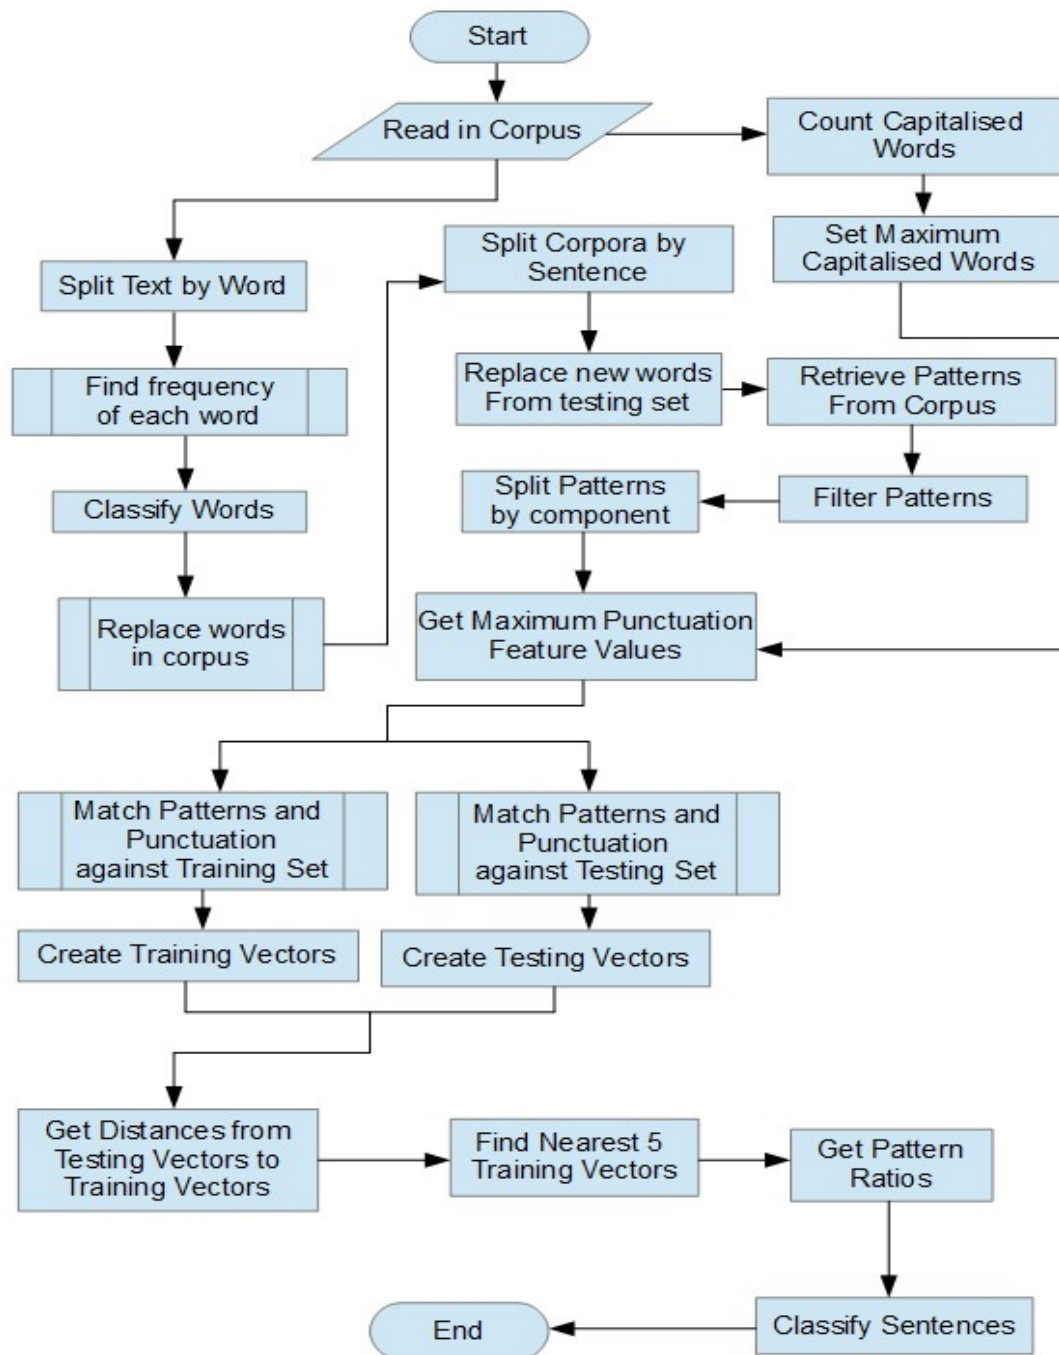 Start
Read in Corpus
Count Capitalised
Words
Set Maximum
Capitalised Words
Split Text by Word
Find frequency
of each word
Classify Words
Replace words
in corpus
Split Corpora by
Sentence
Replace new words
From testing set
Retrieve Patterns
From Corpus
Filter Patterns
Split Patterns
by component
Get Maximum Punctuation
Feature Values
Match Patterns and
Punctuation
against Training Set
Match Patterns and
Punctuation
against Testing Set
Create Training Vectors
Create Testing Vectors
Get Distances from
Testing Vectors to
Training Vectors
Find Nearest 5
Training Vectors
Get Pattern
Ratios
Classify Sentences
End